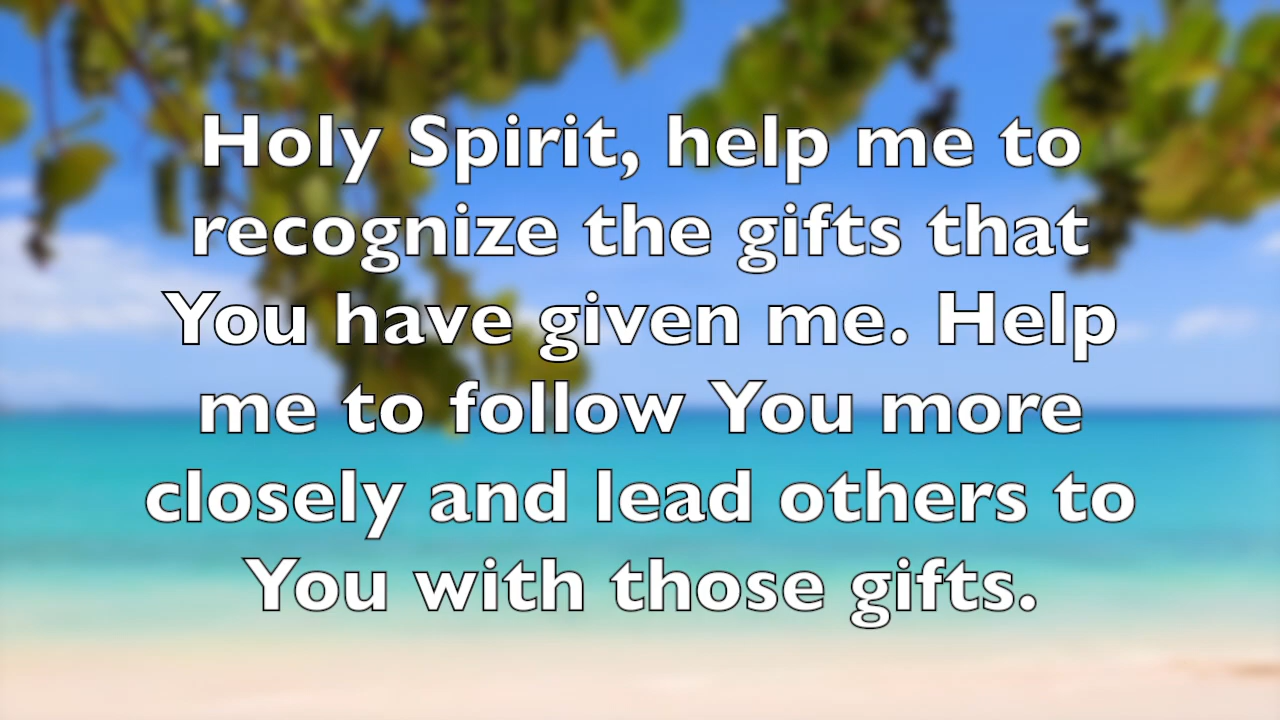 Holy Spirit, help me to
recognize the gifts that
You have given me. Help
me to follow You more
closely and lead others to
You with those gifts.